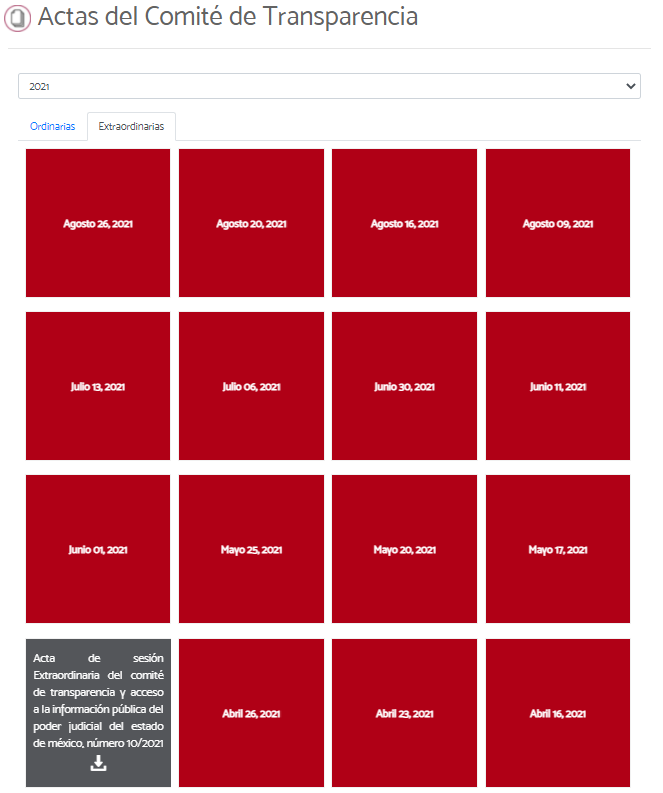 Actas del Comité de Transparencia
2021
Ordinarias
Extraordinarias
Agosto 26, 2021
Agosto 20, 2021
Agosto 16, 2021
Agosto 09, 2021
Julio 13, 2021
Julio 06, 2021
Junio 30, 2021
Junio 11, 2021
Junio 01, 2021
Mayo 25, 2021
Mayo 20, 2021
Mayo 17, 2021
Acta de sesión
Extraordinaria del comité
de transparencia y acceso
a la información pública del
poder judicial del estado
de méxico, número 10/2021
Abril 26, 2021
Abril 23, 2021
Abril 16, 2021